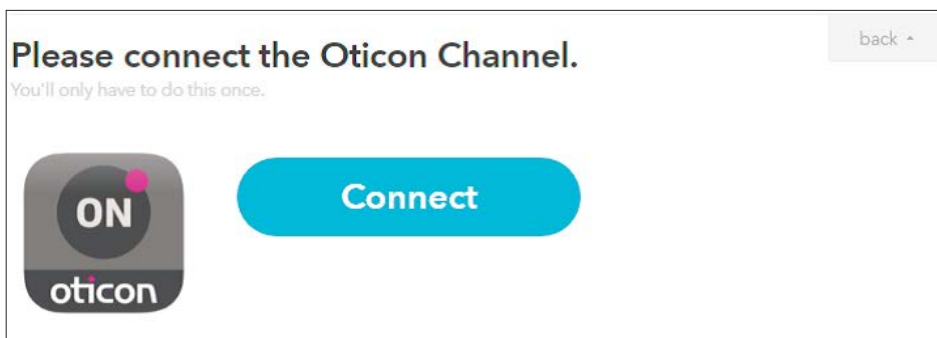 Please connect the Oticon Channel.
back
You'll only have to do this once.
ON
Connect
oticon